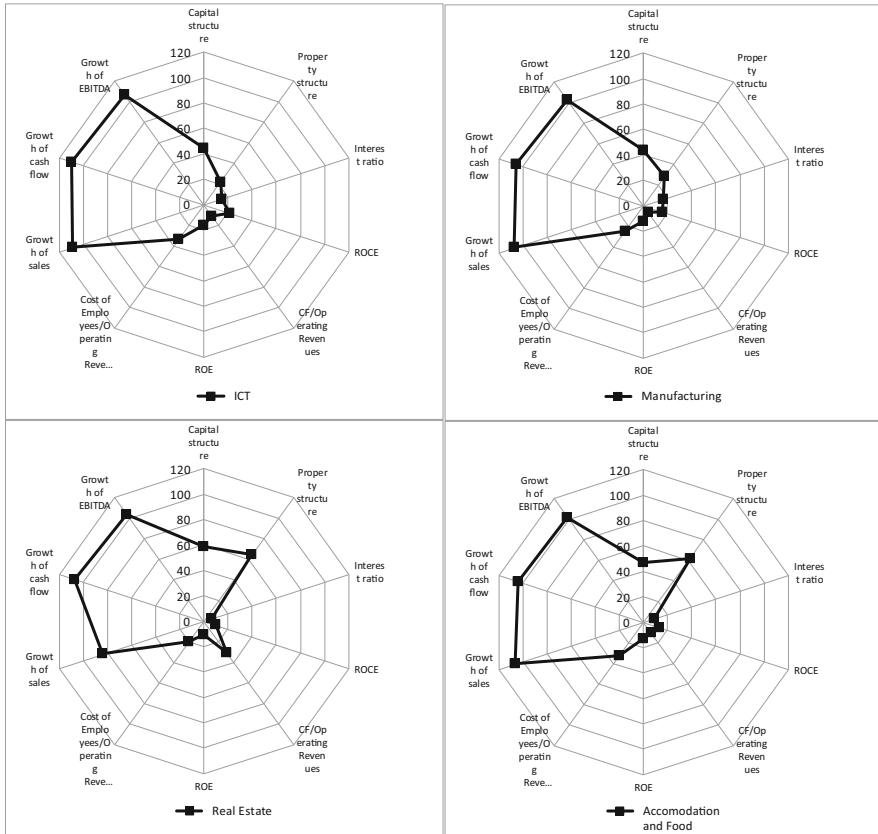 Capital
structu
re
120
100
80
60
40
20
0
Proper
ty
structu
re
Interes
t ratio
ROCE
CF/Op
erating
Reven
ues
ROE
Cost of
Emplo
yees/O
peratin
g
Reve...
Growt
h of
sales
Growt
h of
cash
flow
Growt
h of
EBITDA
ICT
Capital
structu
re
120
100
80
60
40
20
0
Proper
ty
structu
re
Interes
t ratio
ROCE
CF/Op
erating
Reven
ues
ROE
Cost of
Emplo
yees/O
peratin
g
Reve...
Growt
h of
sales
Growt
h of
cash
flow
Growt
h of
EBITDA
Manufacturing
Capital
structu
re
120
100
80
60
40
20
0
Proper
ty
structu
re
Interes
t ratio
ROCE
CF/Op
erating
Reven
ues
ROE
Cost of
Emplo
yees/O
peratin
g
Reve...
Growt
h of
sales
Growt
h of
cash
flow
Growt
h of
EBITDA
Real Estate
Capital
structu
re
120
100
80
60
40
20
0
Proper
ty
structu
re
Interes
t ratio
ROCE
CF/Op
erating
Reven
ues
ROE
Cost of
Emplo
yees/O
peratin
g
Reve...
Growt
h of
sales
Growt
h of
cash
flow
Growt
h of
EBITDA
Accomodation
and Food